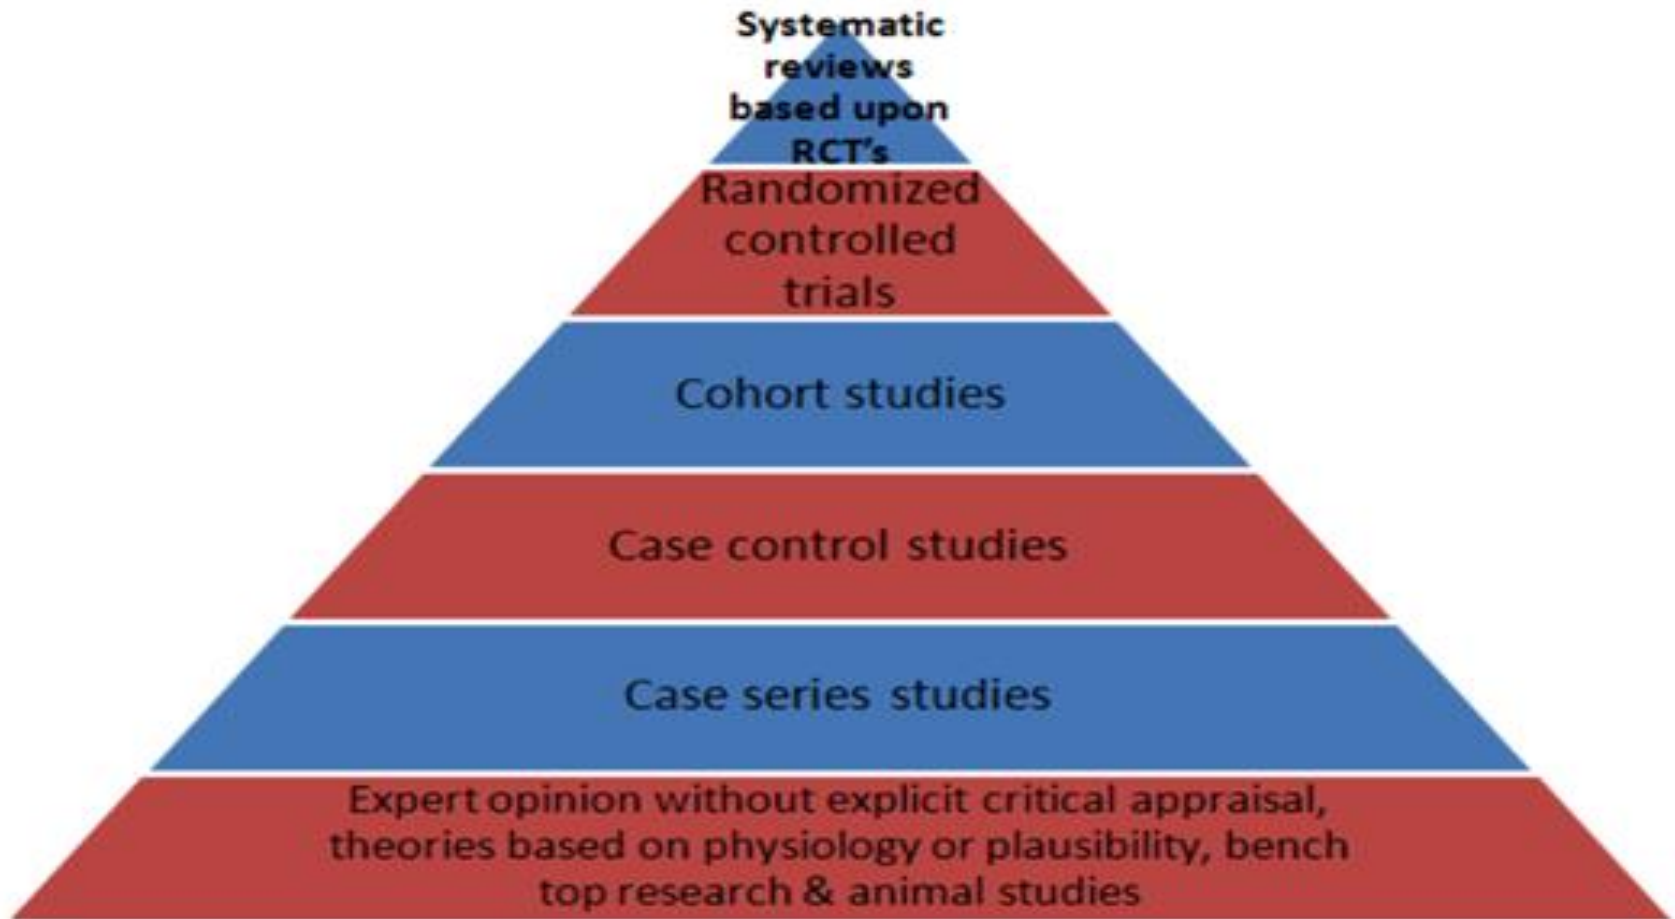 Systematic
reviews
based upon
RCT's
Randomized
controlled
trials
Cohort studies
Case control studies
Case series studies
Expert opinion without explicit critical appraisal,
theories based on physiology or plausibility, bench
top research & animal studies